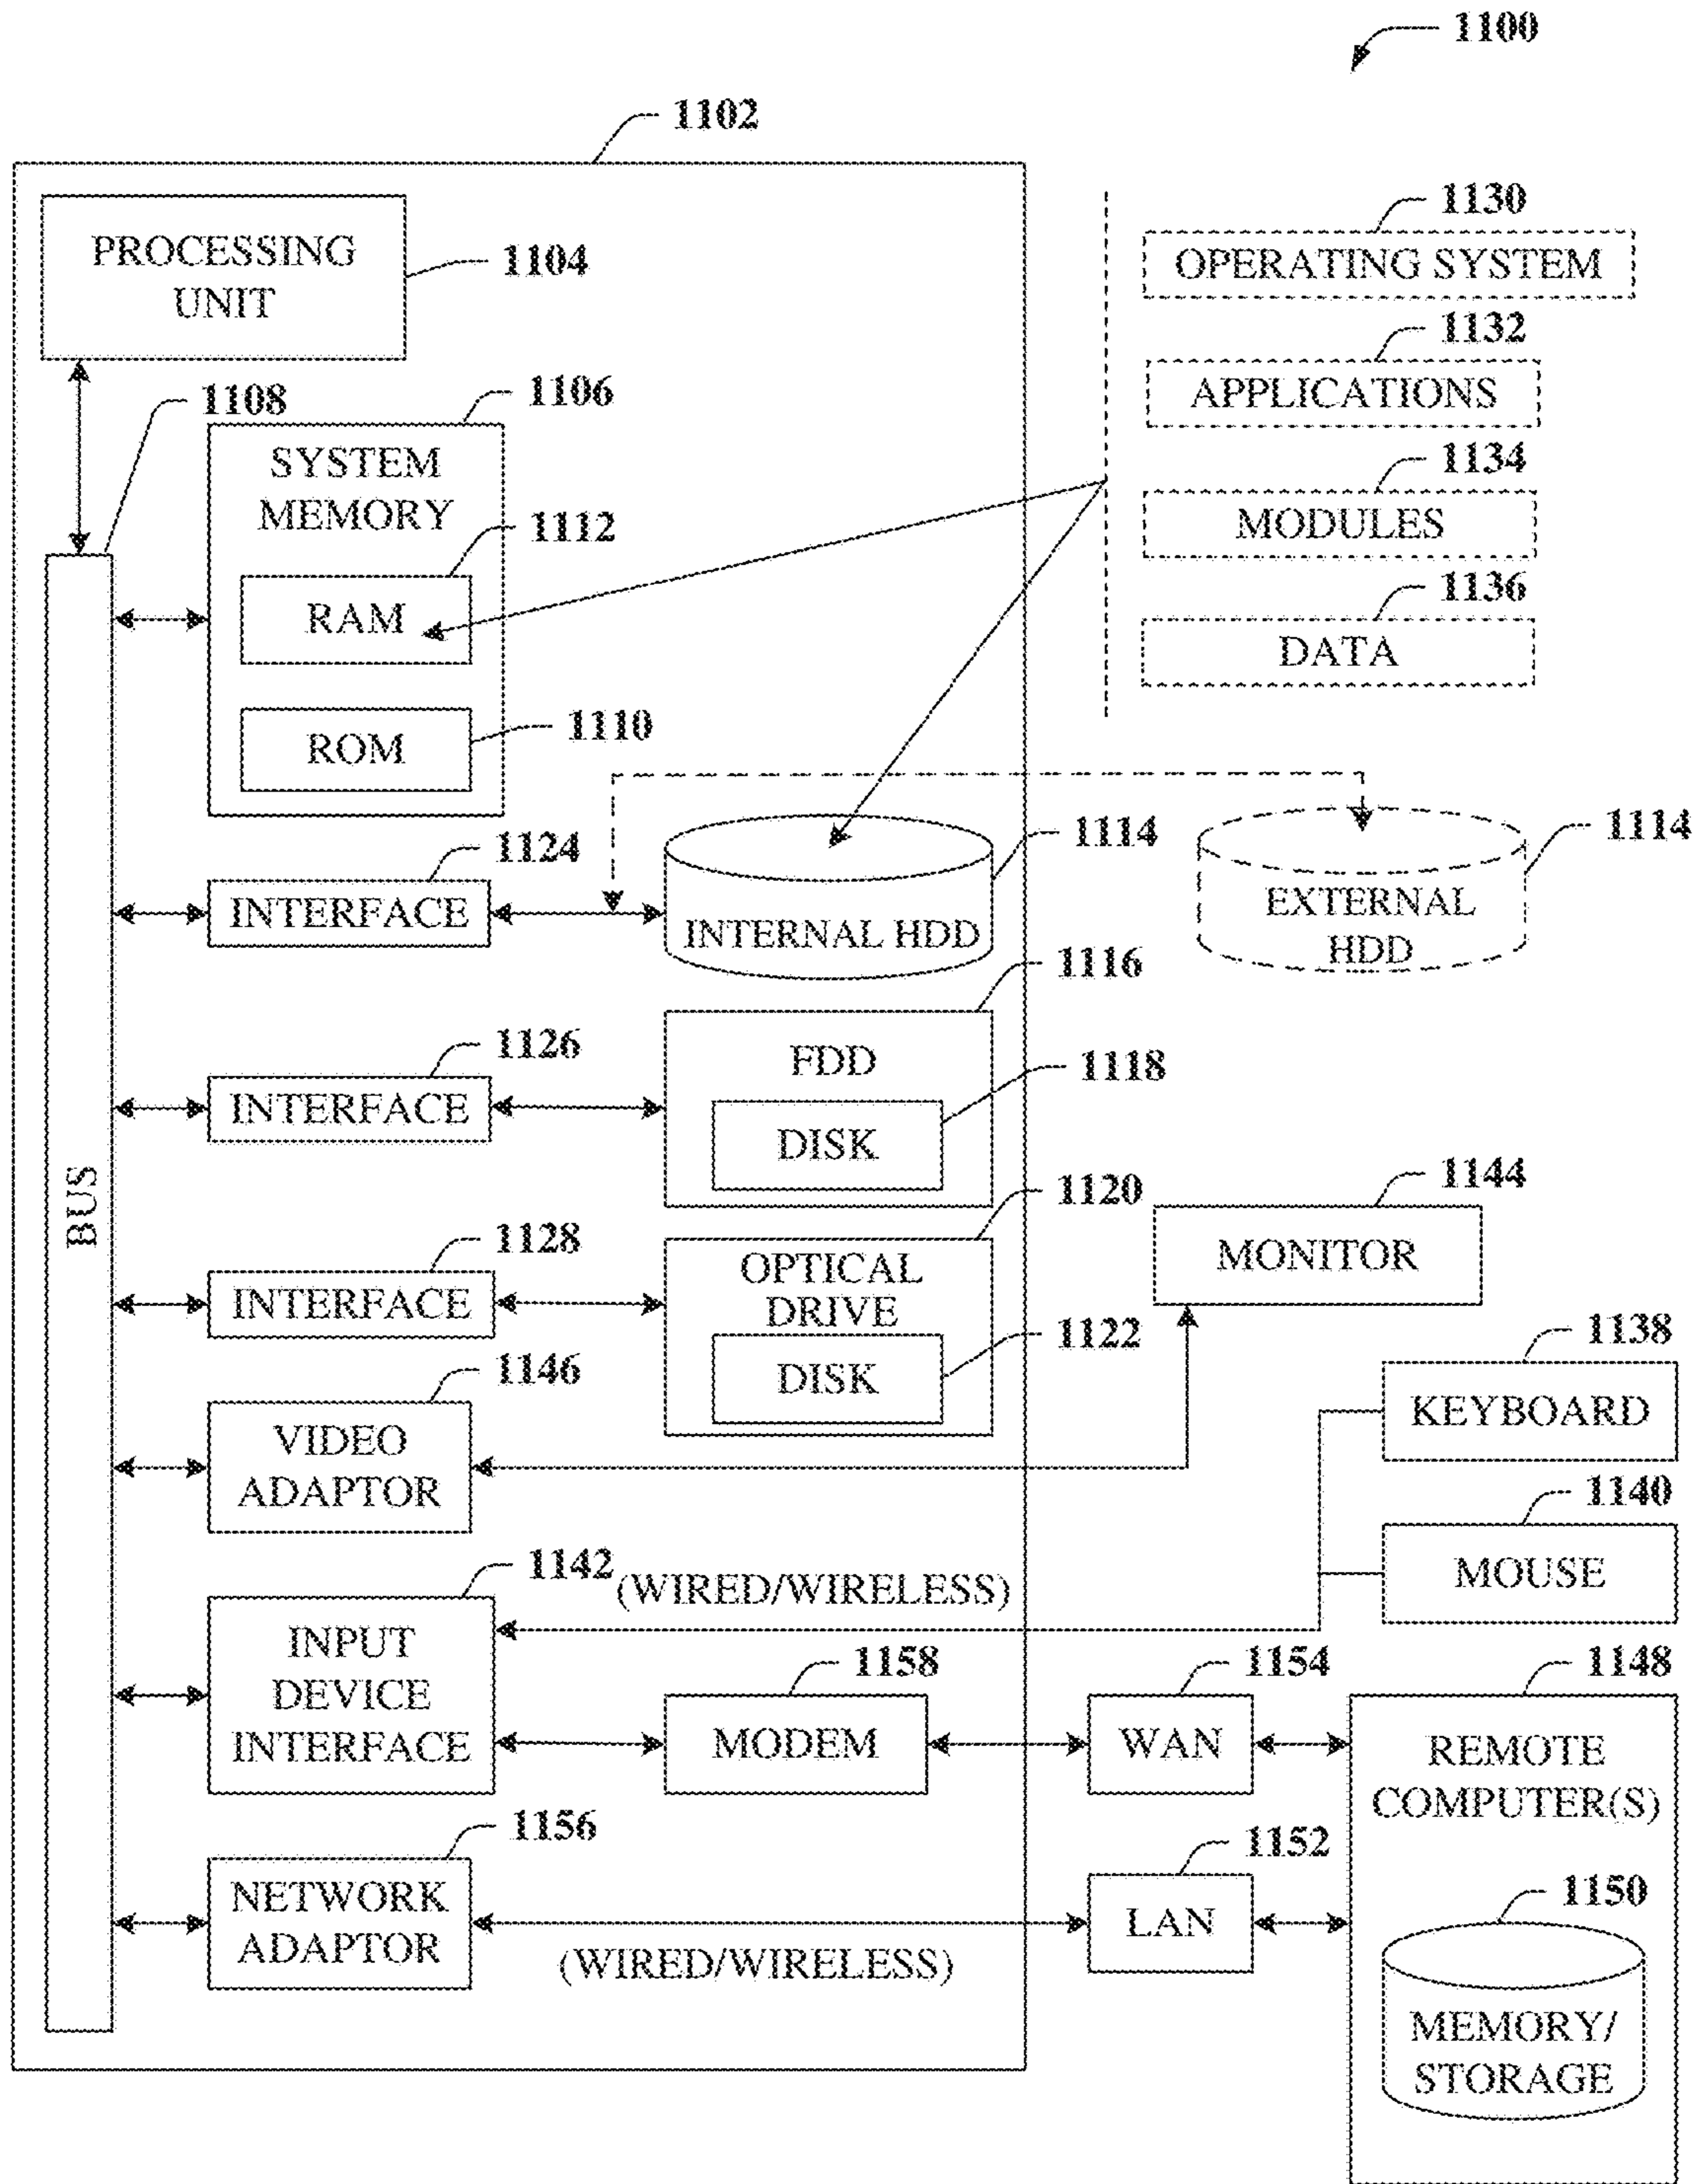 1100
1102
PROCESSING
UNIT
1104
1130
OPERATING SYSTEM
1132
APPLICATIONS
1134
MODULES
1136
DATA
1108
1106
SYSTEM
MEMORY
1112
RAM
1110
ROM
1124
INTERFACE
1114
INTERNAL HDD
1114
EXTERNAL
HDD
1126
INTERFACE
1116
FDD
1118
DISK
BUS
1128
INTERFACE
1120
OPTICAL
DRIVE
1122
DISK
1144
MONITOR
1146
VIDEO
ADAPTOR
1138
KEYBOARD
1140
MOUSE
1142
(WIRED/WIRELESS)
INPUT
DEVICE
INTERFACE
1158
MODEM
1154
WAN
1148
REMOTE
COMPUTER(S)
1156
NETWORK
ADAPTOR
(WIRED/WIRELESS)
1152
LAN
1150
MEMORY/
STORAGE